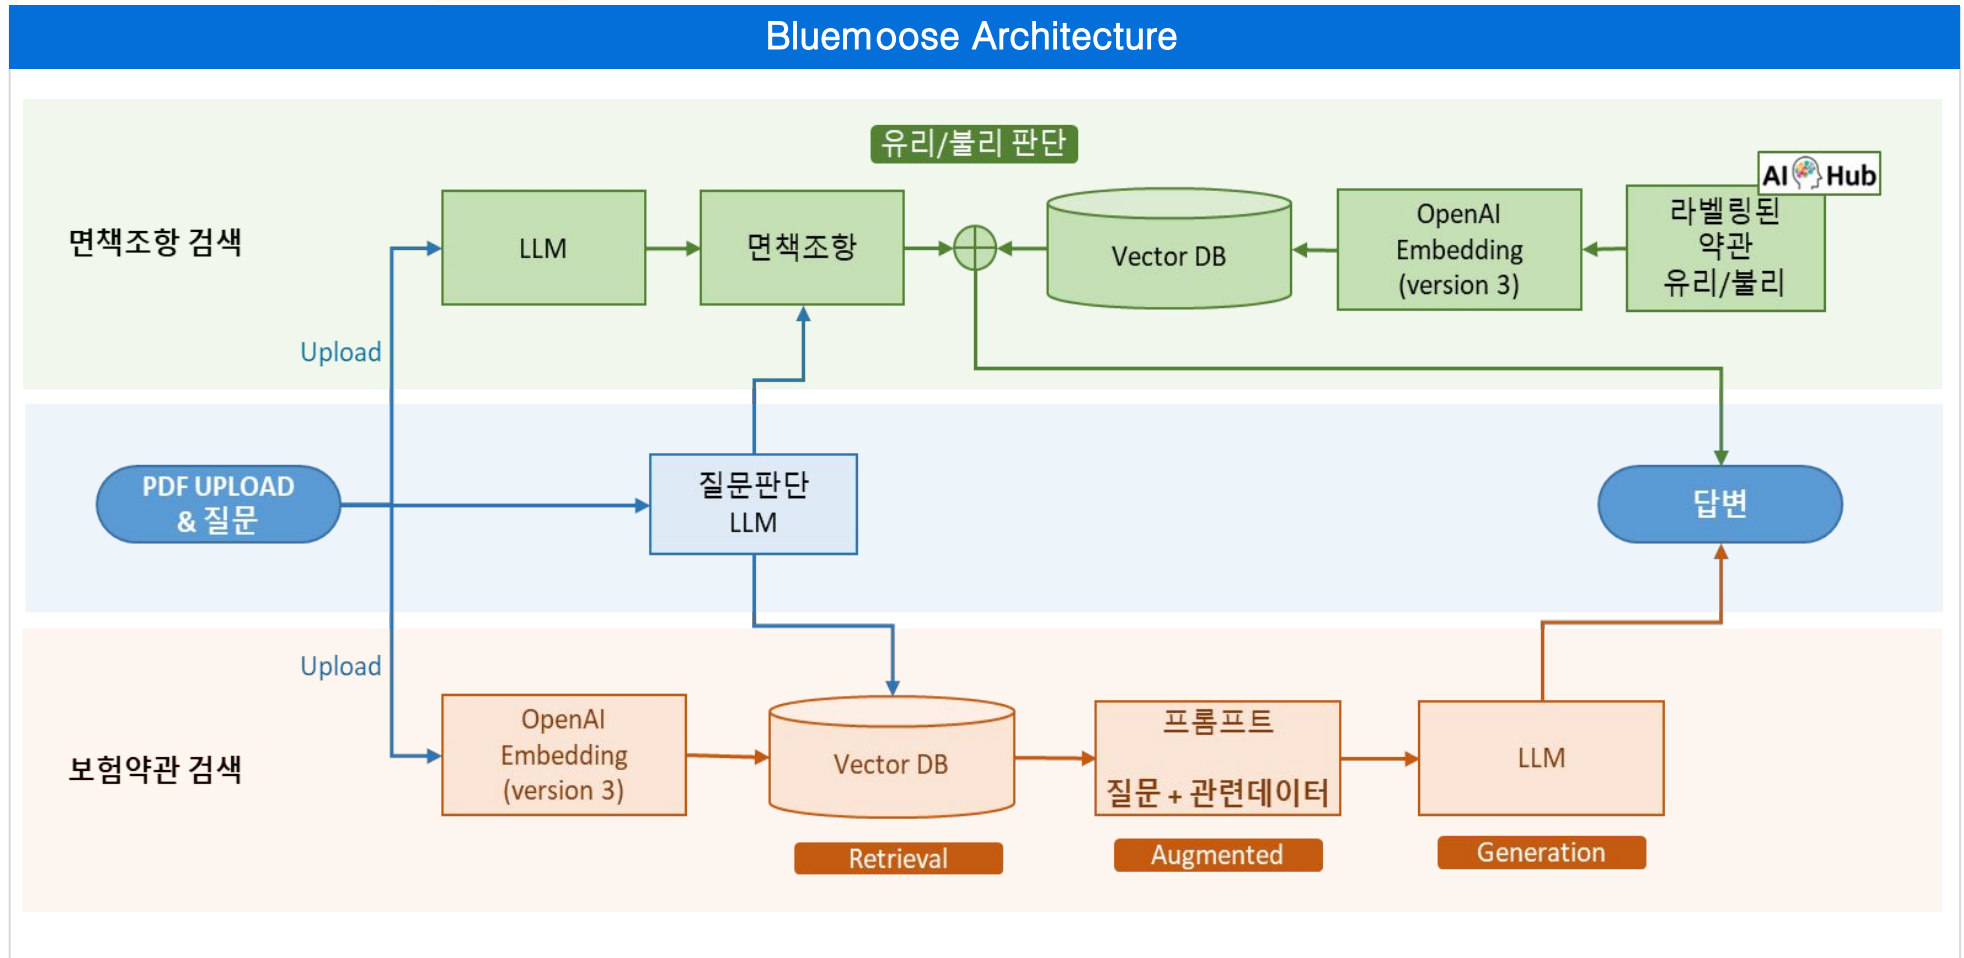 Bluemoose Architecture
유리/불리 판단
AI Hub
면책조항 검색
LLM
면책조항
Vector DB
OpenAI
Embedding
(version 3)
라벨링된
약관
유리/불리
Upload
PDF UPLOAD
& 질문
질문판단
LLM
답변
Upload
보험약관 검색
OpenAI
Embedding
(version 3)
Vector DB
프롬프트
질문 + 관련데이터
LLM
Retrieval
Augmented
Generation